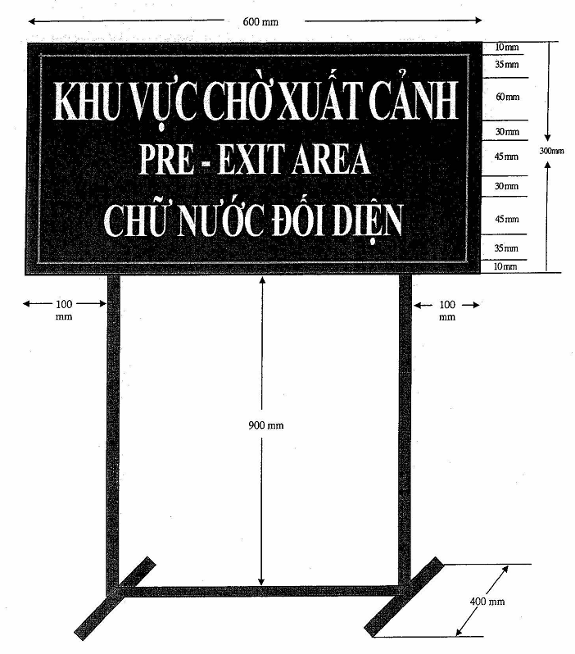 600 mm
KHU VỰC CHỜ XUẤT CẢNH
PRE - EXIT AREA
CHỮ NƯỚC ĐỐI DIỆN
10mm
35mm
60mm
30mm
45mm
30mm
45mm
35mm
10mm
300mm
100
mm
100
mm
900 mm
400 mm